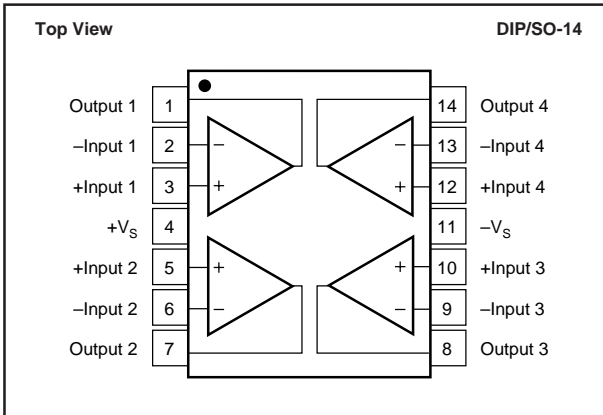 Top View DIP/SO-14
Output 1 1 14 Output 4
–Input 1 2 – – 13 –Input 4
+Input 1 3 + + 12 +Input 4
+VS 4 11 –VS
+Input 2 5 + + 10 +Input 3
–Input 2 6 – – 9 –Input 3
Output 2 7 8 Output 3